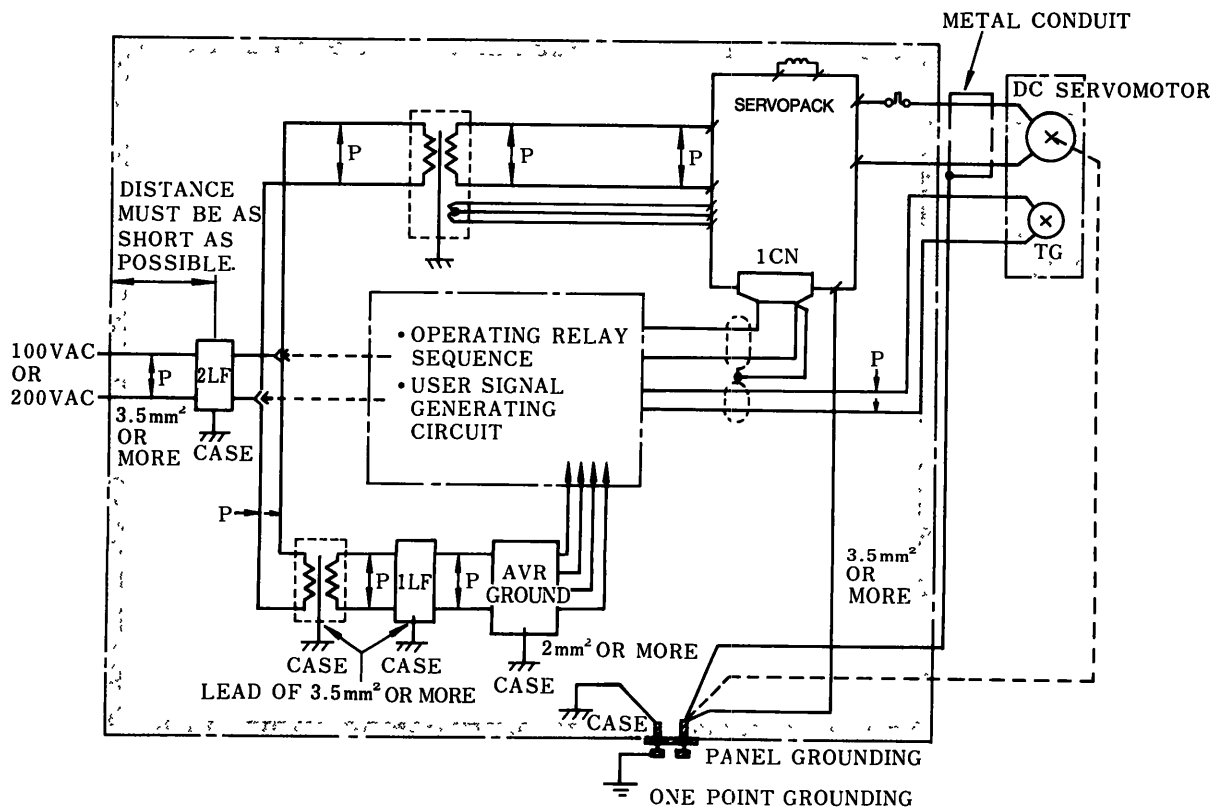 METAL CONDUIT
DC SERVOMOTOR
SERVOPACK
P
P
P
DISTANCE
MUST BE AS
SHORT AS
POSSIBLE.
TG
1CN
100VAC
OR
200VAC
P
2LF
3.5mm²
OR
MORE
CASE
• OPERATING RELAY
SEQUENCE
• USER SIGNAL
GENERATING
CIRCUIT
P
P
P
1LF
P
AVR
GROUND
3.5mm²
OR
MORE
CASE
CASE
2mm² OR MORE
CASE
LEAD OF 3.5mm² OR MORE
CASE
PANEL GROUNDING
ONE POINT GROUNDING